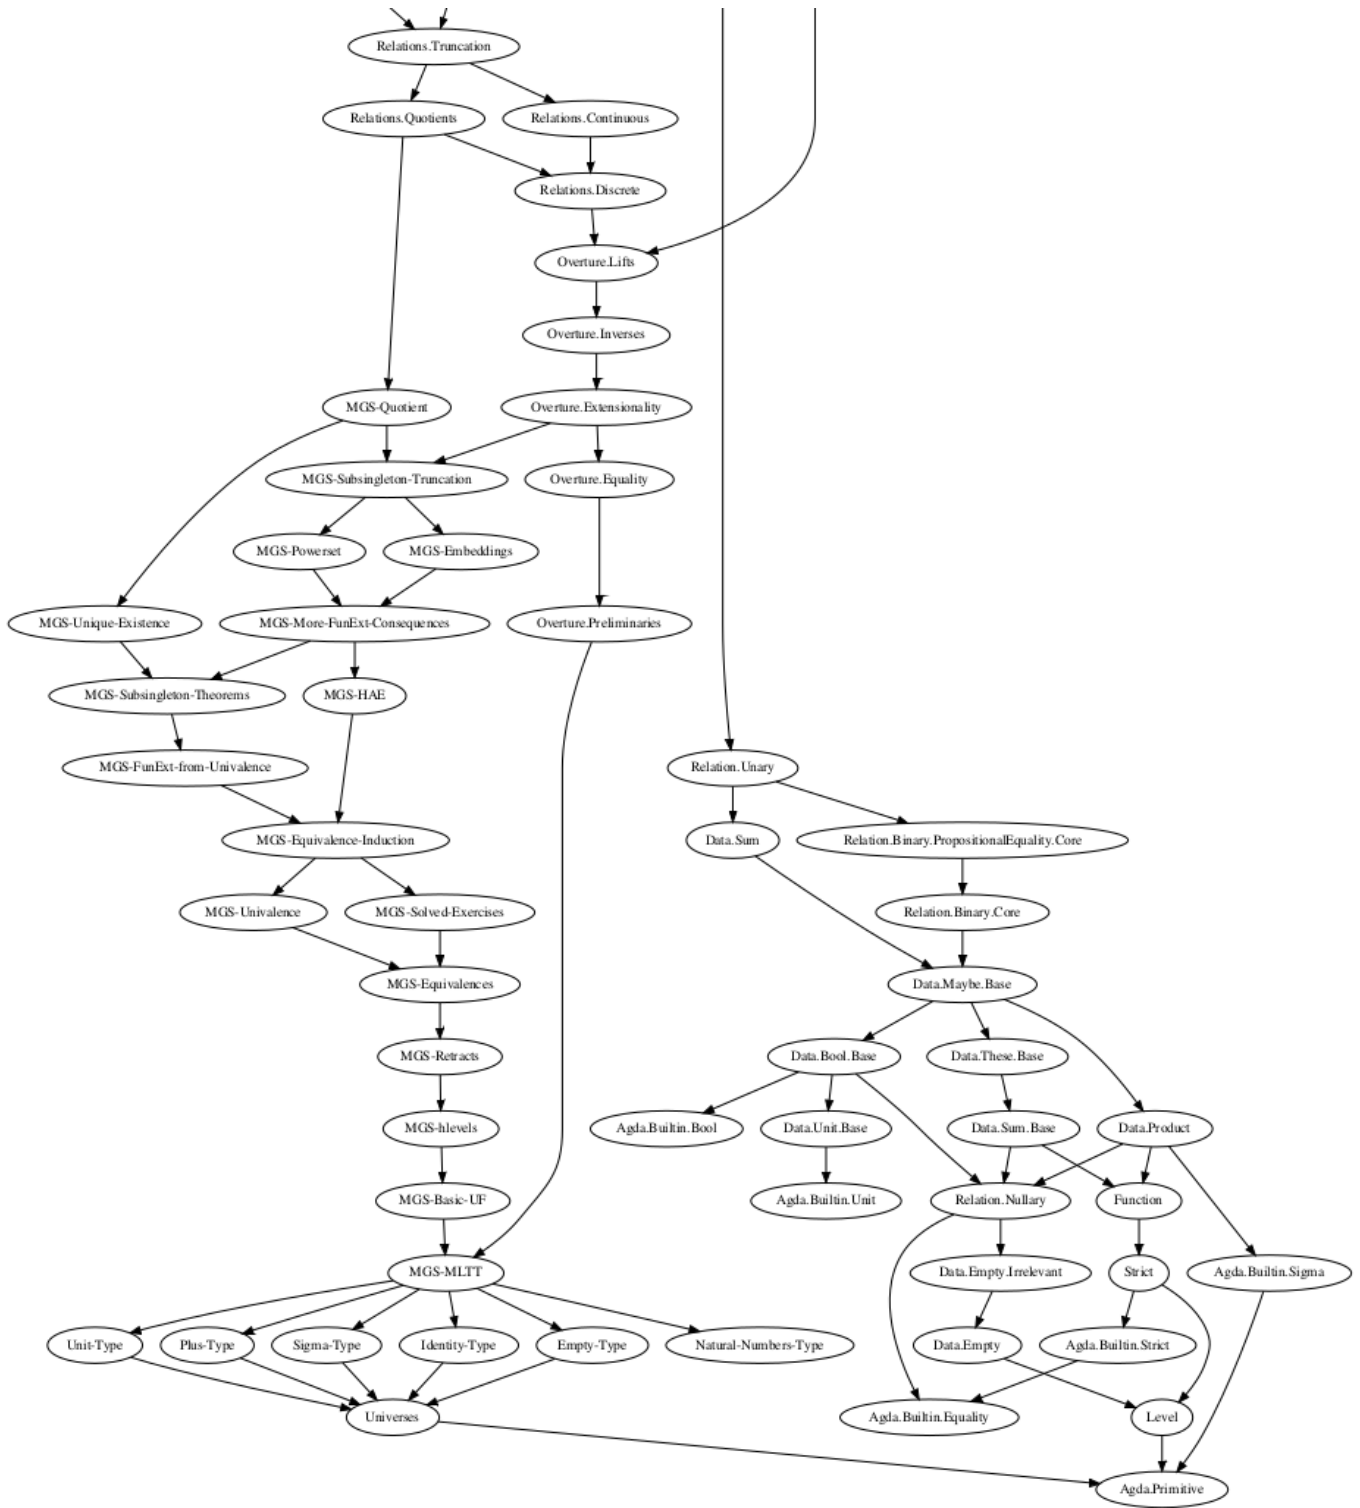 Relations.Truncation
Relations.Quotients
Relations.Continuous
Relations.Discrete
Overture.Lifts
Overture.Inverses
MGS-Quotient
Overture.Extensionality
MGS-Subsingleton-Truncation
Overture.Equality
MGS-Powerset
MGS-Embeddings
MGS-Unique-Existence
MGS-More-FunExt-Consequences
Overture.Preliminaries
MGS-Subsingleton-Theorems
MGS-HAE
MGS-FunExt-from-Univalence
Relation.Unary
MGS-Equivalence-Induction
Data.Sum
Relation.Binary.PropositionalEquality.Core
MGS-Univalence
MGS-Solved-Exercises
Relation.Binary.Core
MGS-Equivalences
Data.Maybe.Base
MGS-Retracts
Data.Bool.Base
Data.These.Base
MGS-hlevels
Agda.Builtin.Bool
Data.Unit.Base
Data.Sum.Base
Data.Product
MGS-Basic-UF
Agda.Builtin.Unit
Relation.Nullary
Function
MGS-MLTT
Data.Empty.Irrelevant
Strict
Agda.Builtin.Sigma
Unit-Type
Plus-Type
Sigma-Type
Identity-Type
Empty-Type
Natural-Numbers-Type
Data.Empty
Agda.Builtin.Strict
Universes
Agda.Builtin.Equality
Level
Agda.Primitive